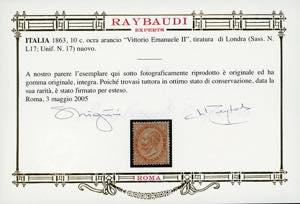 RAYBAUDI
EXPERTS
ITALIA 1863, 10 c. ocra arancio "Vittorio Emanuele II", tiratura di Londra (Sass. N.
L17; Unif. N. 17) nuovo.
A nostro parere l'esemplare qui sotto fotograficamente riprodotto è originale ed ha
gomma originale, integra. Poiché trovasi tuttora in ottimo stato di conservazione, data
la sua rarità, è stato firmato per esteso.
Roma, 3 maggio 2005
ROMA